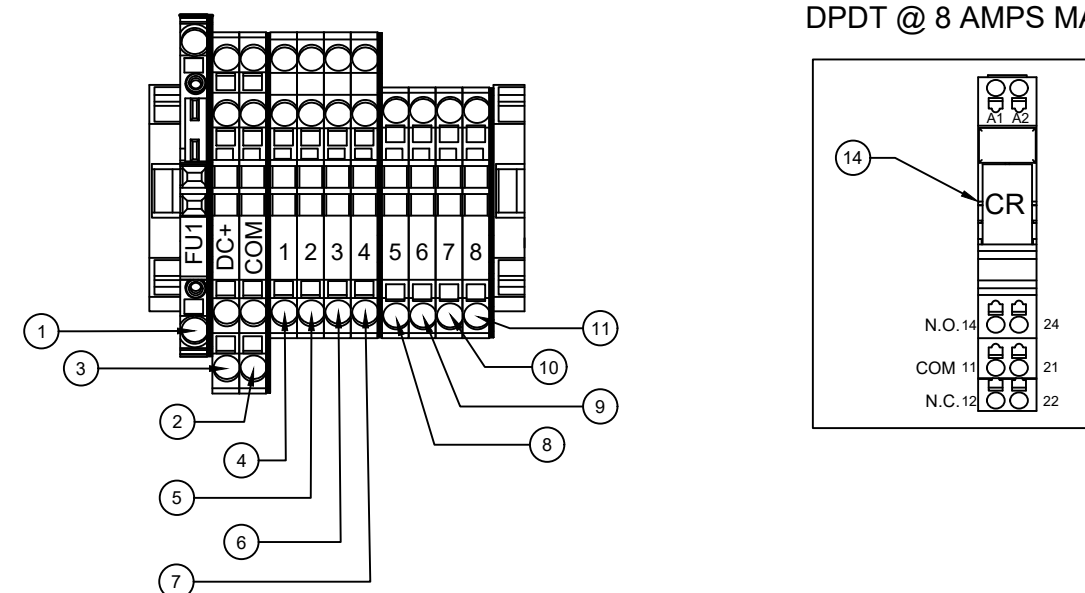 DPDT @ 8 AMPS MA
A1 A2
14
CR
FU1
DC+
COM
1 2 3 4 5 6 7 8
N.O. 14 24
COM 11 21
N.C. 12 22
1
11
3
10
2
9
4
8
5
6
7